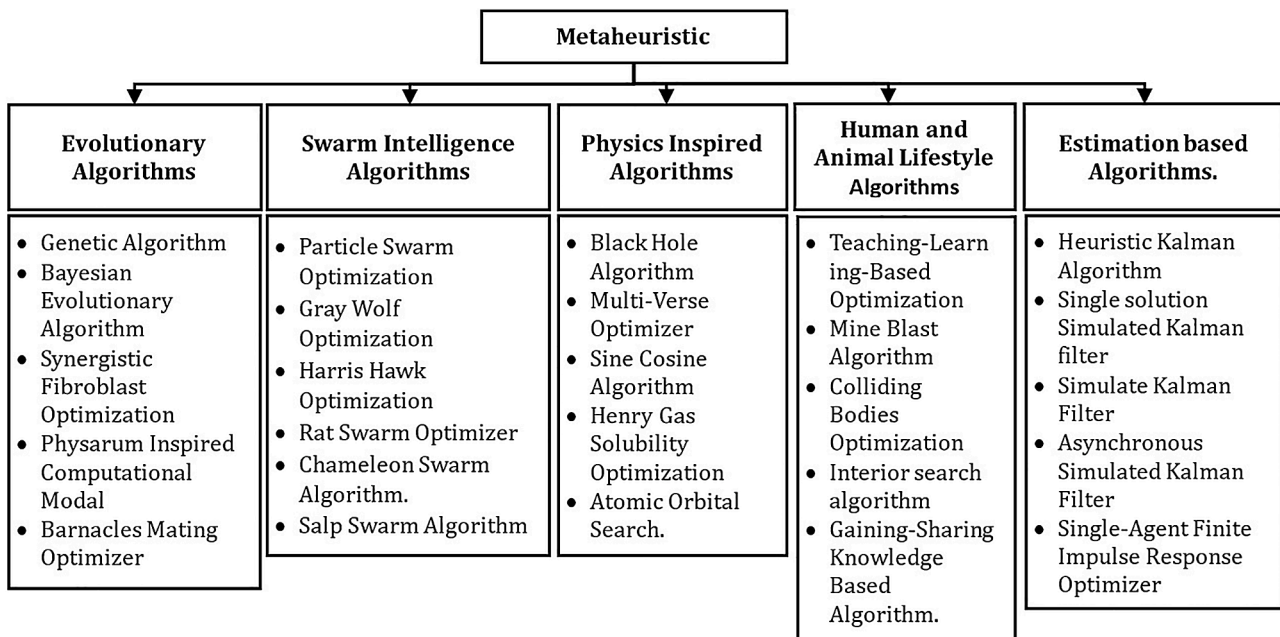 Metaheuristic
Evolutionary
Algorithms
Swarm Intelligence
Algorithms
Physics Inspired
Algorithms
Human and
Animal Lifestyle
Algorithms
Estimation based
Algorithms.
• Genetic Algorithm
• Bayesian
Evolutionary
Algorithm
• Synergistic
Fibroblast
Optimization
• Physarum Inspired
Computational
Modal
• Barnacles Mating
Optimizer
• Particle Swarm
Optimization
• Gray Wolf
Optimization
• Harris Hawk
Optimization
• Rat Swarm Optimizer
• Chameleon Swarm
Algorithm.
• Salp Swarm Algorithm
• Black Hole
Algorithm
• Multi-Verse
Optimizer
• Sine Cosine
Algorithm
• Henry Gas
Solubility
Optimization
• Atomic Orbital
Search.
• Teaching-Learn
ing-Based
Optimization
• Mine Blast
Algorithm
• Colliding
Bodies
Optimization
• Interior search
algorithm
• Gaining-Sharing
Knowledge
Based
Algorithm.
• Heuristic Kalman
Algorithm
• Single solution
Simulated Kalman
filter
• Simulate Kalman
Filter
• Asynchronous
Simulated Kalman
Filter
• Single-Agent Finite
Impulse Response
Optimizer